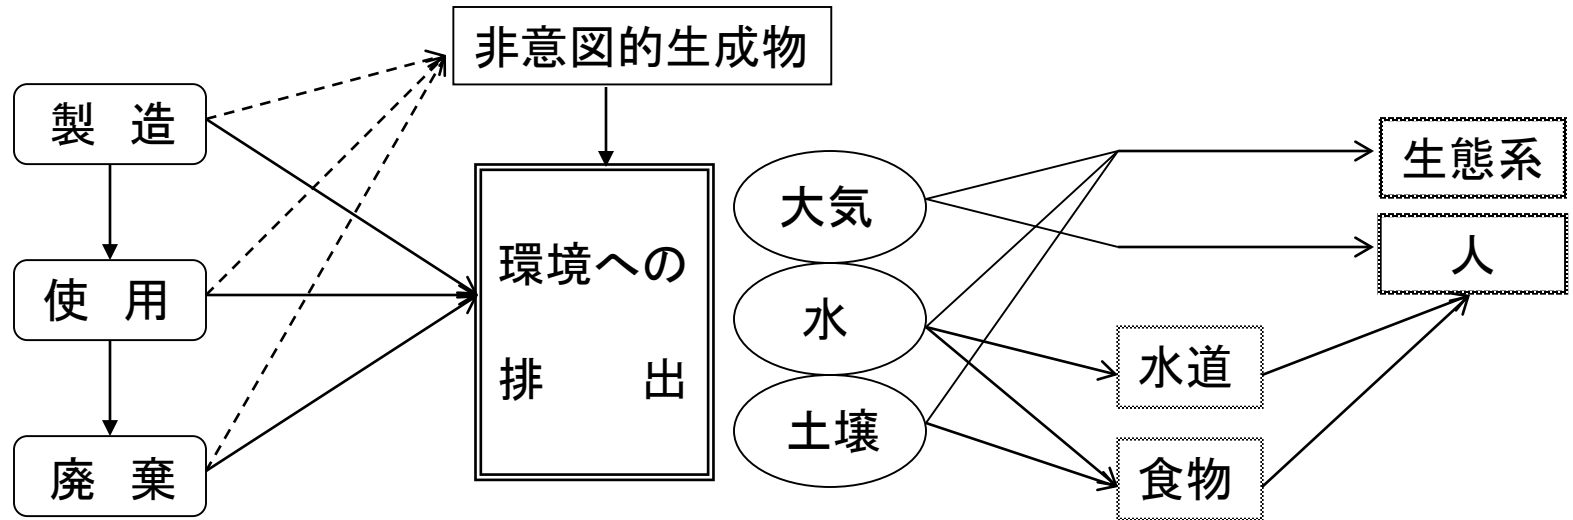 非意図的生成物
製 造
使 用
廃 棄
環境への
排 出
大気
水
土壌
生態系
人
水道
食物